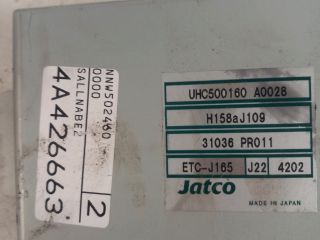 NNW502460
0000
SALLNABE2
4A426663
2
UHC500160 A0028
H158aJ109
31036 PR011
ETC-J165 J22 4202
Jatco
MADE IN JAPAN